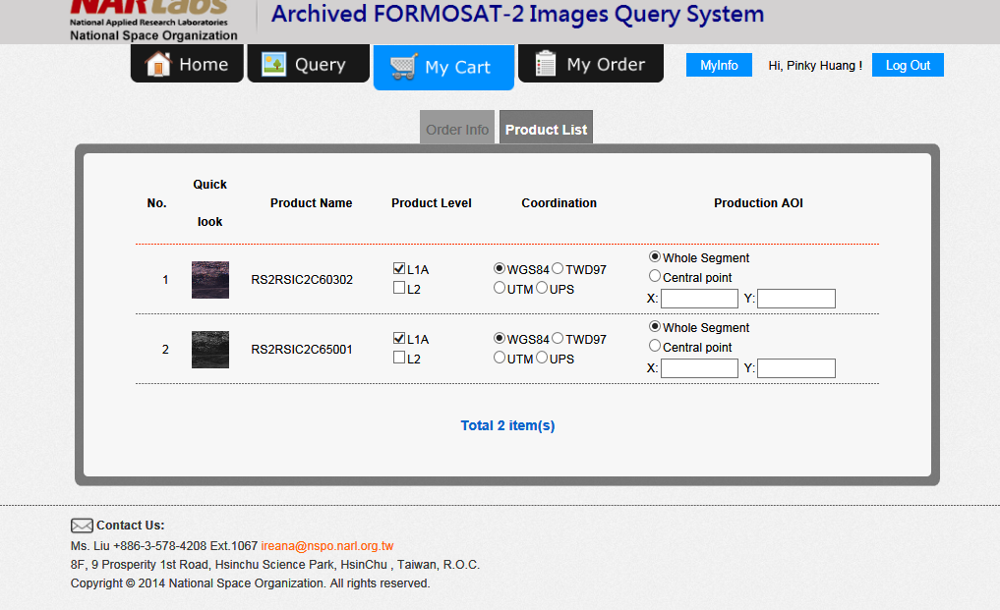 NARLabs
National Applied Research Laboratories
National Space Organization
Archived FORMOSAT-2 Images Query System
Home Query My Cart My Order MyInfo Hi, Pinky Huang ! Log Out
Order Info Product List
No. Quick look Product Name Product Level Coordination Production AOI
1 RS2RSIC2C60302 L1A WGS84 TWD97 Whole Segment
L2 UTM UPS Central point
X: Y:
2 RS2RSIC2C65001 L1A WGS84 TWD97 Whole Segment
L2 UTM UPS Central point
X: Y:
Total 2 item(s)
Contact Us:
Ms. Liu +886-3-578-4208 Ext.1067 ireana@nspo.narl.org.tw
8F, 9 Prosperity 1st Road, Hsinchu Science Park, HsinChu , Taiwan, R.O.C.
Copyright © 2014 National Space Organization. All rights reserved.